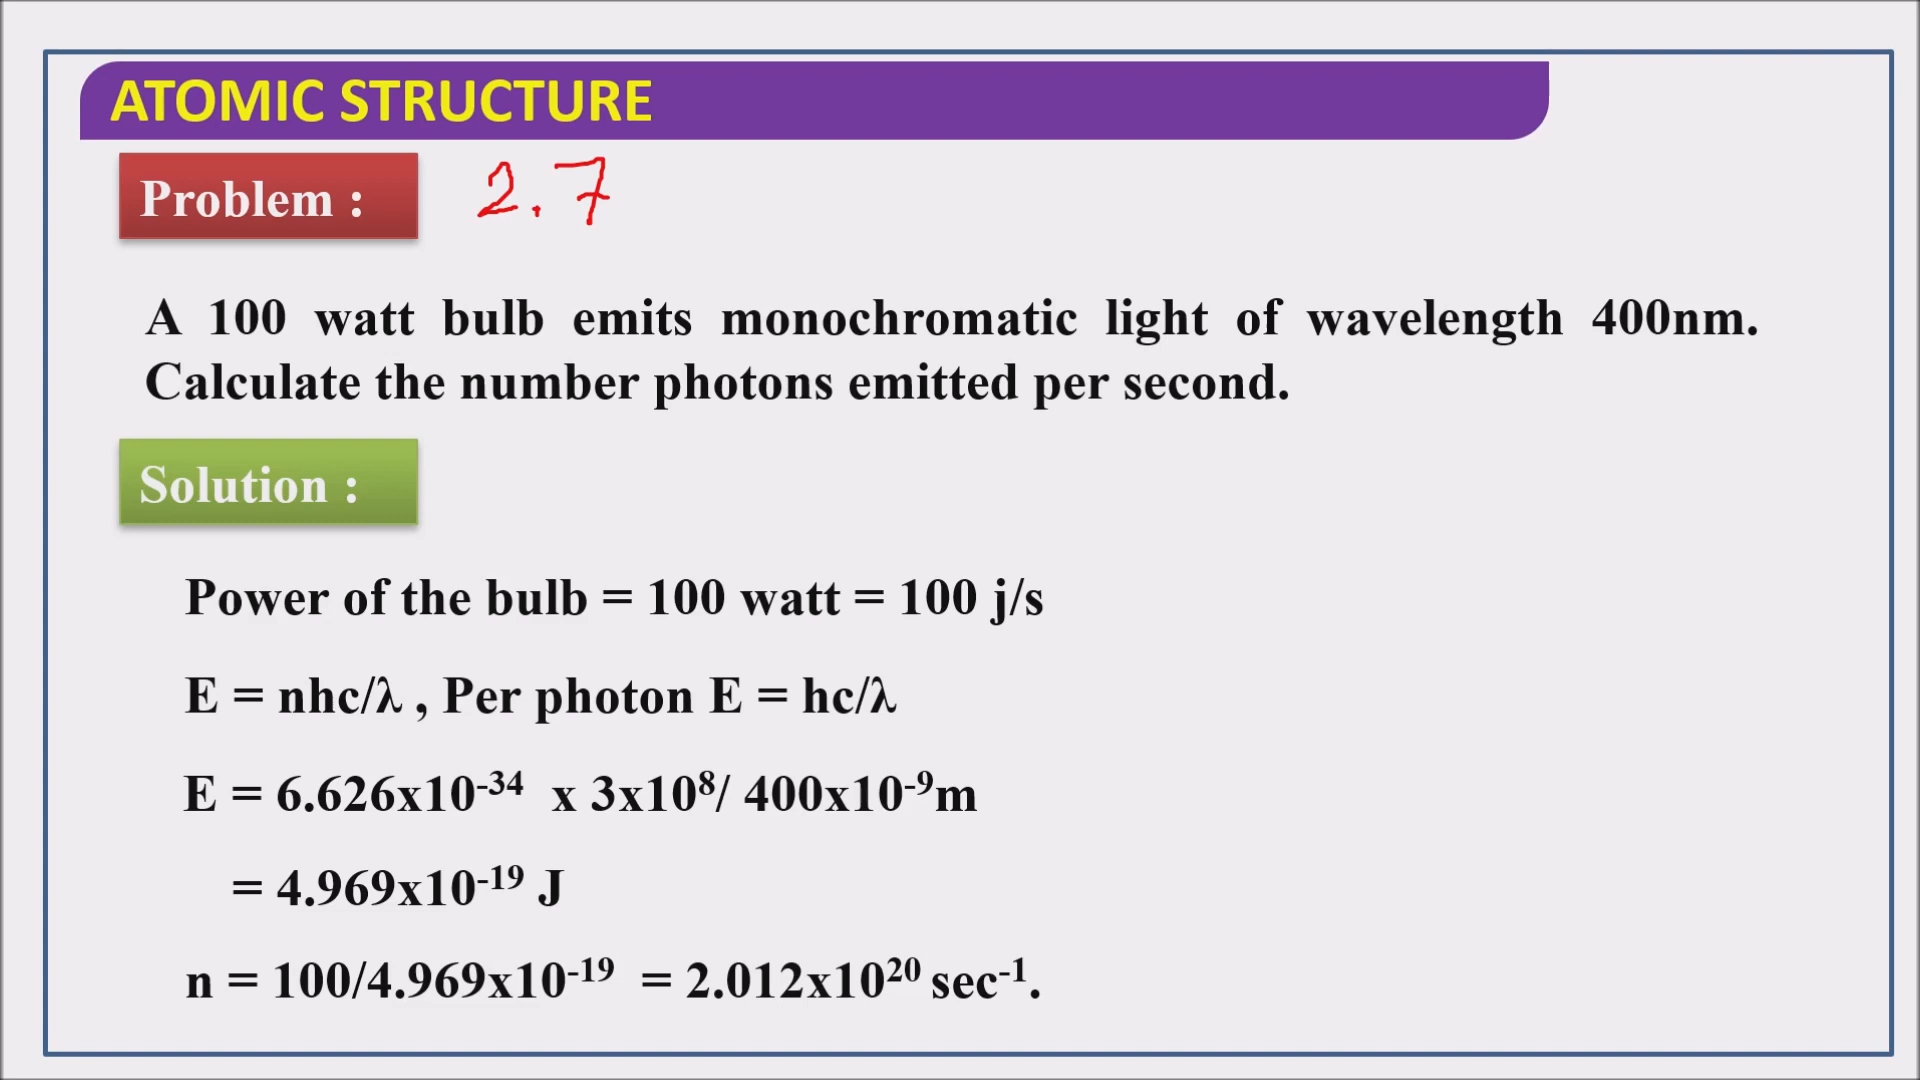 ATOMIC STRUCTURE
Problem : 2.7
A 100 watt bulb emits monochromatic light of wavelength 400nm.
Calculate the number photons emitted per second.
Solution :
Power of the bulb = 100 watt = 100 j/s
E = nhc/λ , Per photon E = hc/λ
E = 6.626x10⁻³⁴ x 3x10⁸/ 400x10⁻⁹m
= 4.969x10⁻¹⁹ J
n = 100/4.969x10⁻¹⁹ = 2.012x10²⁰ sec⁻¹.